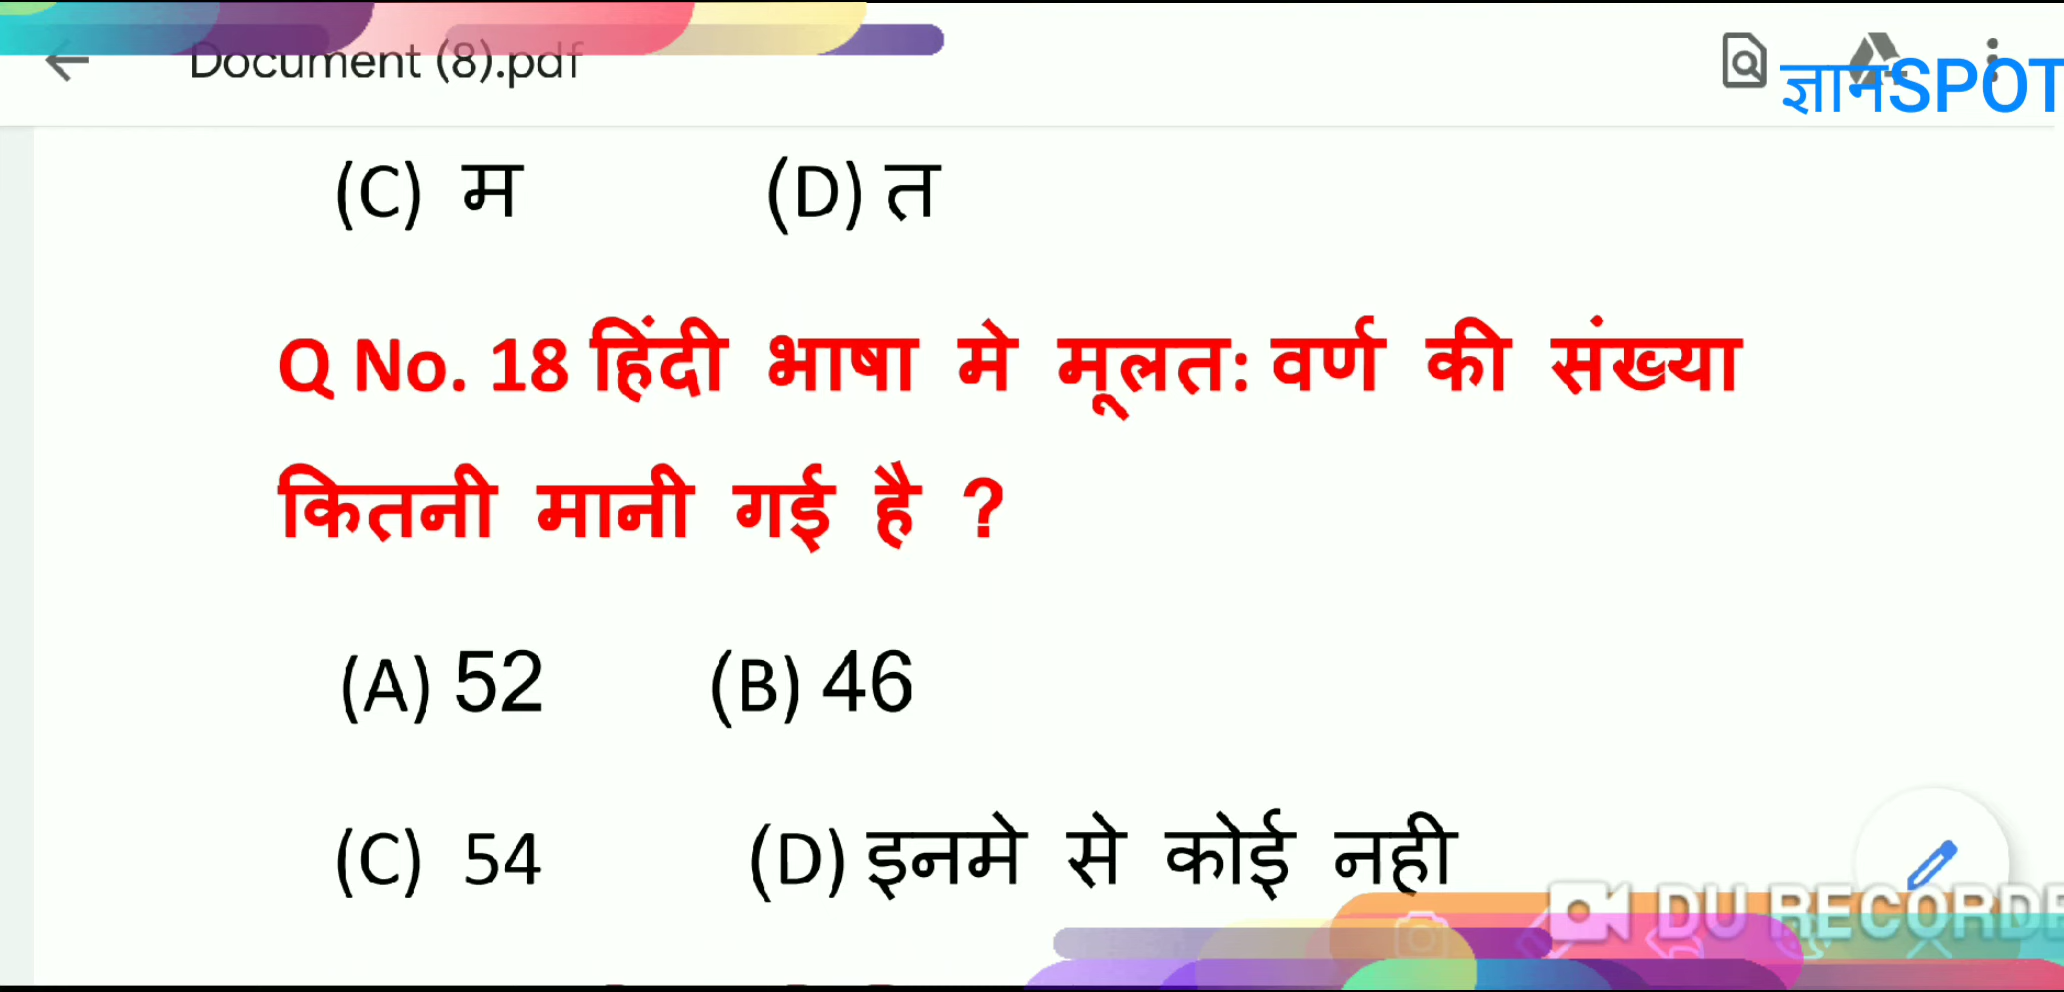 Document (8).pdf
ज्ञानSPOT
(C) म (D) त
Q No. 18 हिंदी भाषा मे मूलत: वर्ण की संख्या
कितनी मानी गई है ?
(A) 52 (B) 46
(C) 54 (D) इनमे से कोई नही
DU RECORDE